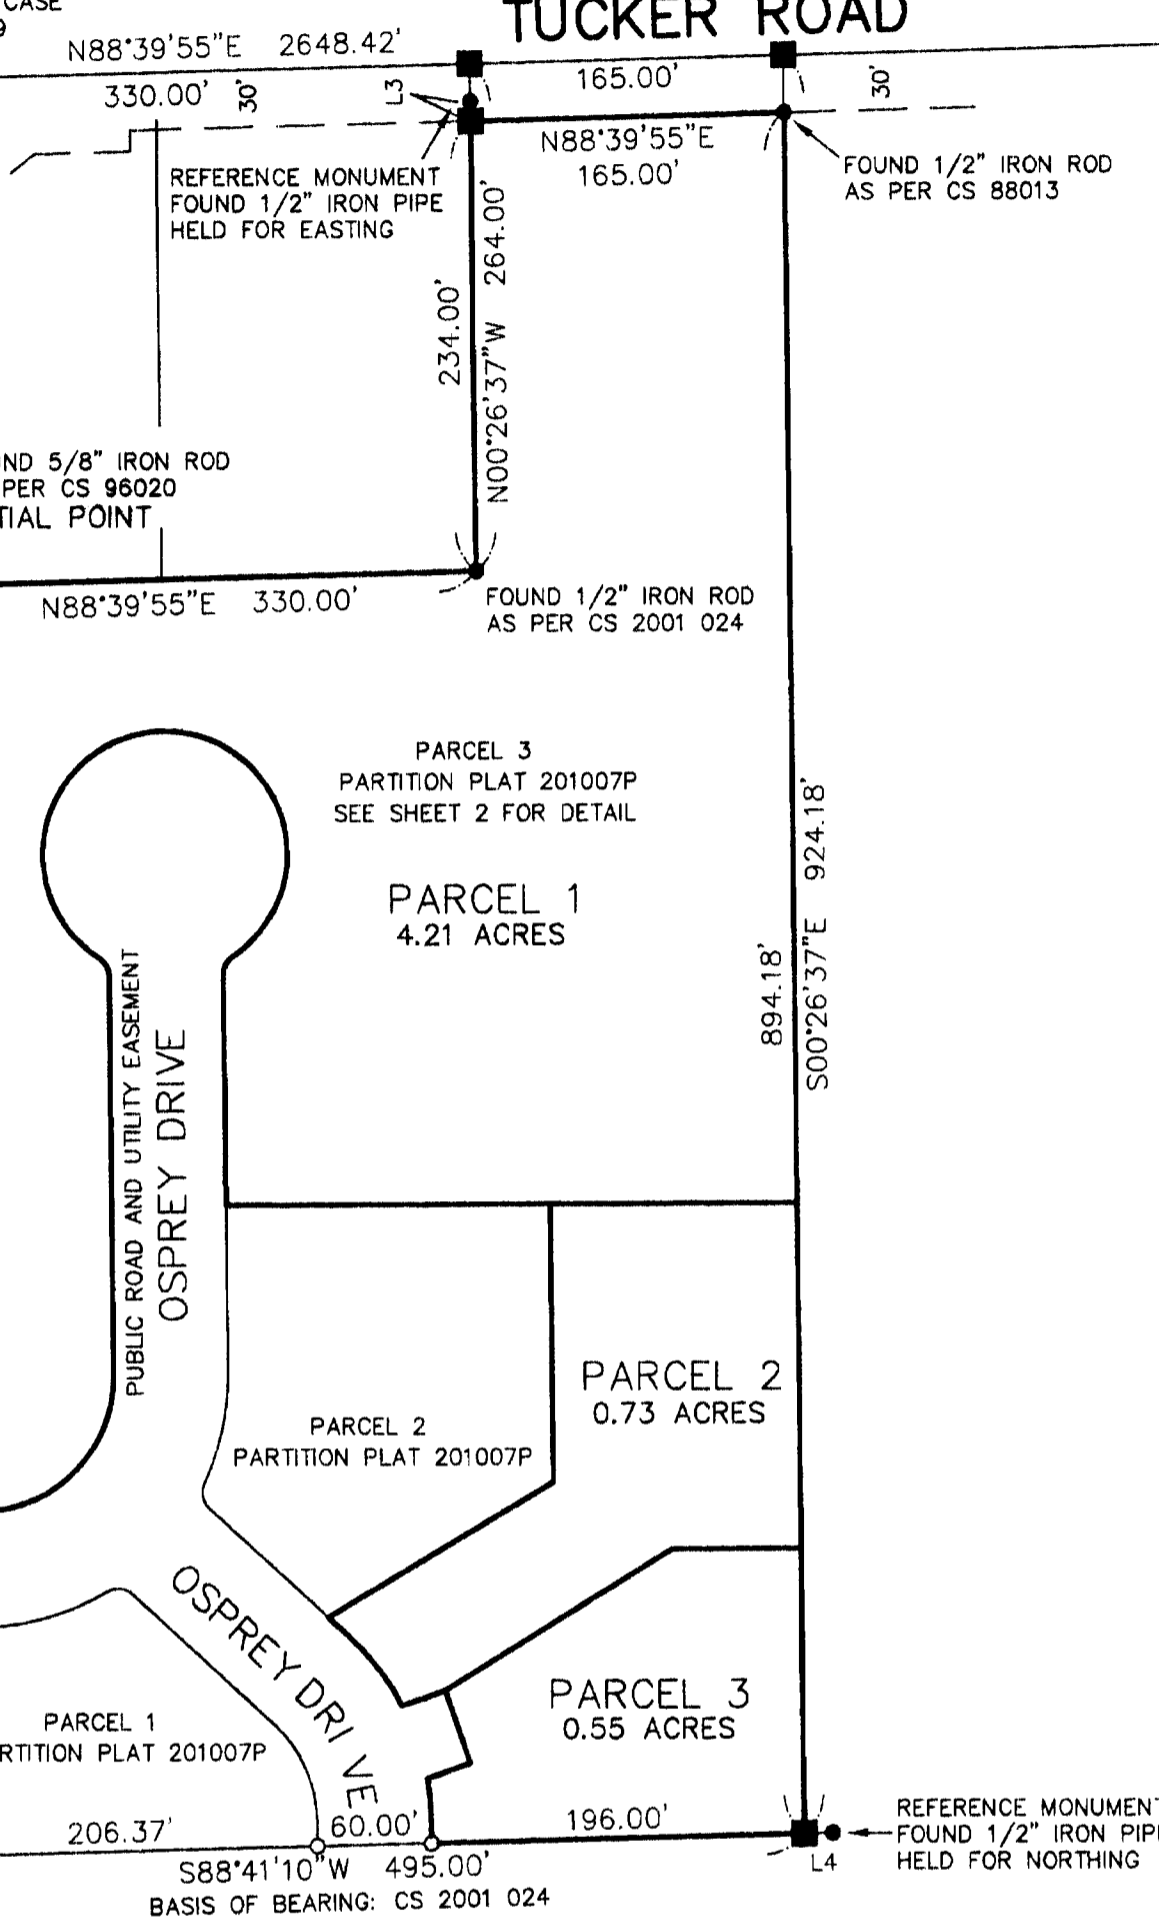 CASE
9
TUCKER ROAD
N88°39'55"E 2648.42'
330.00'
30'
L3
165.00'
30'
N88°39'55"E
165.00'
FOUND 1/2" IRON ROD
AS PER CS 88013
REFERENCE MONUMENT
FOUND 1/2" IRON PIPE
HELD FOR EASTING
234.00'
N00°26'37"W 264.00'
ND 5/8" IRON ROD
PER CS 96020
TIAL POINT
N88°39'55"E 330.00'
FOUND 1/2" IRON ROD
AS PER CS 2001 024
PARCEL 3
PARTITION PLAT 201007P
SEE SHEET 2 FOR DETAIL
PARCEL 1
4.21 ACRES
894.18'
S00°26'37"E 924.18'
PUBLIC ROAD AND UTILITY EASEMENT
OSPREY DRIVE
PARCEL 2
0.73 ACRES
PARCEL 2
PARTITION PLAT 201007P
OSPREY DRIVE
PARCEL 3
0.55 ACRES
PARCEL 1
RTITION PLAT 201007P
206.37'
60.00'
196.00'
S88°41'10"W 495.00'
BASIS OF BEARING: CS 2001 024
L4
REFERENCE MONUMENT
FOUND 1/2" IRON PIP
HELD FOR NORTHING